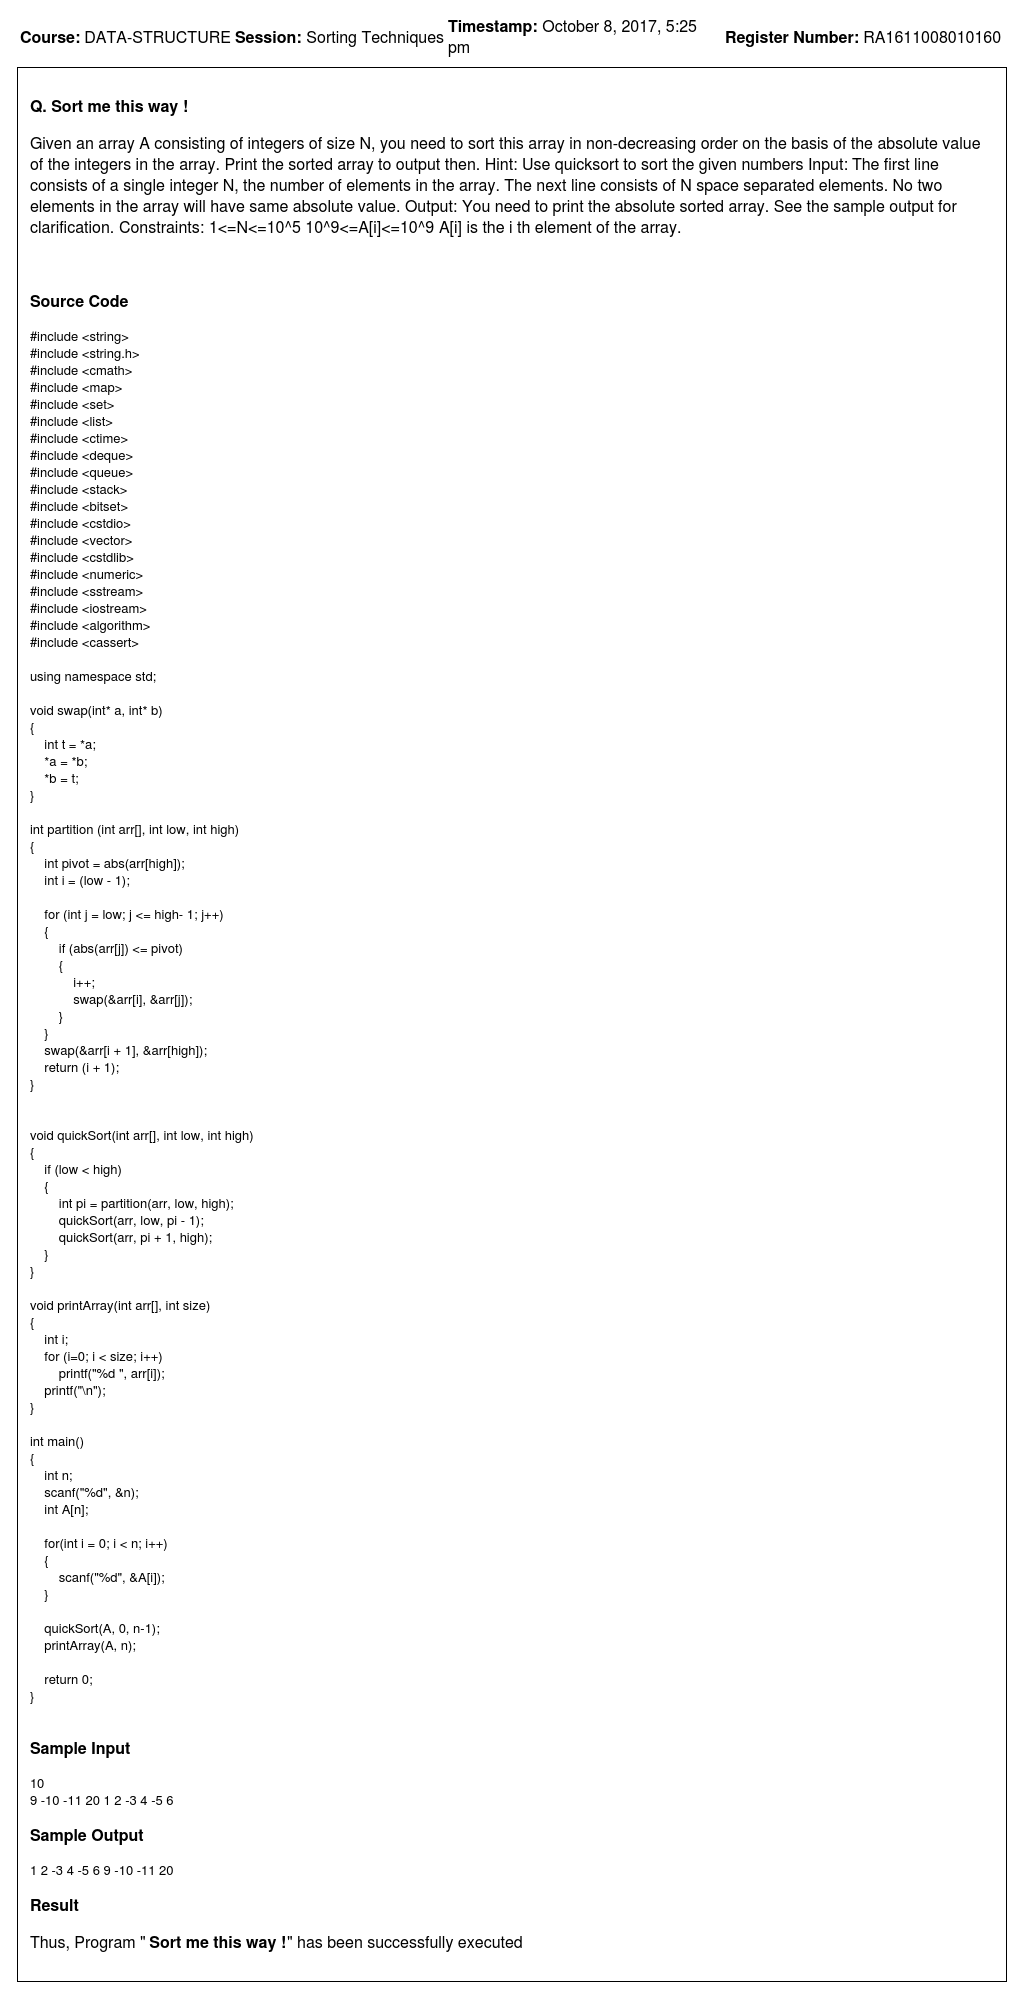 Course: DATA-STRUCTURE Session: Sorting Techniques Timestamp: October 8, 2017, 5:25 pm Register Number: RA1611008010160
Q. Sort me this way !
Given an array A consisting of integers of size N, you need to sort this array in non-decreasing order on the basis of the absolute value
of the integers in the array. Print the sorted array to output then. Hint: Use quicksort to sort the given numbers Input: The first line
consists of a single integer N, the number of elements in the array. The next line consists of N space separated elements. No two
elements in the array will have same absolute value. Output: You need to print the absolute sorted array. See the sample output for
clarification. Constraints: 1<=N<=10^5 10^9<=A[i]<=10^9 A[i] is the i th element of the array.
Source Code
#include <string>
#include <string.h>
#include <cmath>
#include <map>
#include <set>
#include <list>
#include <ctime>
#include <deque>
#include <queue>
#include <stack>
#include <bitset>
#include <cstdio>
#include <vector>
#include <cstdlib>
#include <numeric>
#include <sstream>
#include <iostream>
#include <algorithm>
#include <cassert>
using namespace std;
void swap(int* a, int* b)
{
    int t = *a;
    *a = *b;
    *b = t;
}
int partition (int arr[], int low, int high)
{
    int pivot = abs(arr[high]);
    int i = (low - 1);
    for (int j = low; j <= high- 1; j++)
    {
        if (abs(arr[j]) <= pivot)
        {
            i++;
            swap(&arr[i], &arr[j]);
        }
    }
    swap(&arr[i + 1], &arr[high]);
    return (i + 1);
}
void quickSort(int arr[], int low, int high)
{
    if (low < high)
    {
        int pi = partition(arr, low, high);
        quickSort(arr, low, pi - 1);
        quickSort(arr, pi + 1, high);
    }
}
void printArray(int arr[], int size)
{
    int i;
    for (i=0; i < size; i++)
        printf("%d ", arr[i]);
    printf("\n");
}
int main()
{
    int n;
    scanf("%d", &n);
    int A[n];
    for(int i = 0; i < n; i++)
    {
        scanf("%d", &A[i]);
    }
    quickSort(A, 0, n-1);
    printArray(A, n);
    return 0;
}
Sample Input
10
9 -10 -11 20 1 2 -3 4 -5 6
Sample Output
1 2 -3 4 -5 6 9 -10 -11 20
Result
Thus, Program " Sort me this way !" has been successfully executed